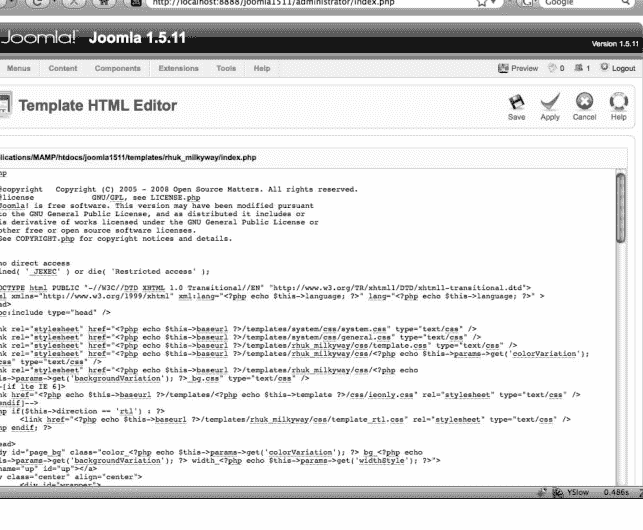 http://localhost:8888/joomla1511/administrator/index.php
Google
Joomla! Joomla 1.5.11
Version 1.5.11
Menus Content Components Extensions Tools Help Preview 0 1 Logout
Template HTML Editor
Save Apply Cancel Help
lications/MAMP/htdocs/joomla1511/templates/rhuk_milkyway/index.php
hp
@copyright Copyright (C) 2005 - 2008 Open Source Matters. All rights reserved.
@license GNU/GPL, see LICENSE.php
Joomla! is free software. This version may have been modified pursuant
to the GNU General Public License, and as distributed it includes or
is derivative of works licensed under the GNU General Public License or
other free or open source software licenses.
See COPYRIGHT.php for copyright notices and details.
no direct access
ined( '_JEXEC' ) or die( 'Restricted access' );
OCTYPE html PUBLIC "-//W3C//DTD XHTML 1.0 Transitional//EN" "http://www.w3.org/TR/xhtml1/DTD/xhtml1-transitional.dtd">
ml xmlns="http://www.w3.org/1999/xhtml" xml:lang="<?php echo $this->language; ?>" lang="<?php echo $this->language; ?>" >
ad>
oc:include type="head" />
nk rel="stylesheet" href="<?php echo $this->baseurl ?>/templates/system/css/system.css" type="text/css" />
nk rel="stylesheet" href="<?php echo $this->baseurl ?>/templates/system/css/general.css" type="text/css" />
nk rel="stylesheet" href="<?php echo $this->baseurl ?>/templates/rhuk_milkyway/css/template.css" type="text/css" />
nk rel="stylesheet" href="<?php echo $this->baseurl ?>/templates/rhuk_milkyway/css/<?php echo $this->params->get('colorVariation');
css" type="text/css" />
nk rel="stylesheet" href="<?php echo $this->baseurl ?>/templates/rhuk_milkyway/css/<?php echo
is->params->get('backgroundVariation'); ?>_bg.css" type="text/css" />
-[if lte IE 6]>
nk href="<?php echo $this->baseurl ?>/templates/<?php echo $this->template ?>/css/ieonly.css" rel="stylesheet" type="text/css" />
endif]-->
hp if($this->direction == 'rtl') : ?>
<link href="<?php echo $this->baseurl ?>/templates/rhuk_milkyway/css/template_rtl.css" rel="stylesheet" type="text/css" />
hp endif; ?>
ead>
dy id="page_bg" class="color_<?php echo $this->params->get('colorVariation'); ?> bg_<?php echo
is->params->get('backgroundVariation'); ?> width_<?php echo $this->params->get('widthStyle'); ?>">
name="up" id="up"></a>
v class="center" align="center">
<div id="wrapper">
YSlow 0.486s